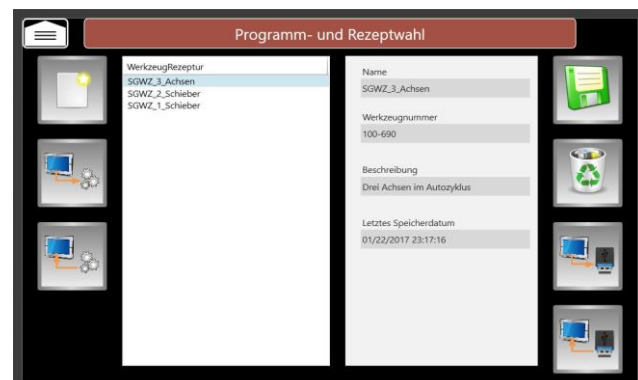 Programm- und Rezeptwahl
WerkzeugRezeptur
SGWZ_3_Achsen
SGWZ_2_Schieber
SGWZ_1_Schieber
Name
SGWZ_3_Achsen
Werkzeugnummer
100-690
Beschreibung
Drei Achsen im Autozyklus
Letztes Speicherdatum
01/22/2017 23:17:16